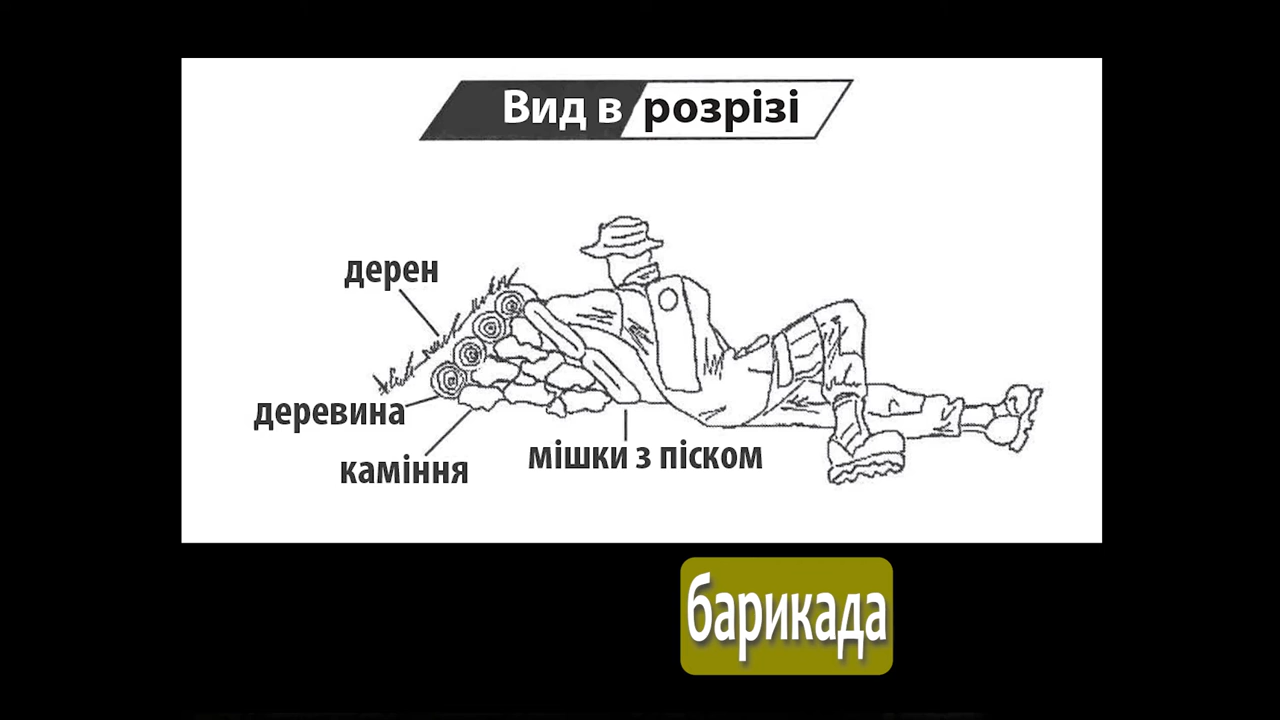 Вид в розрізі
дерен
деревина
каміння
мішки з піском
барикада